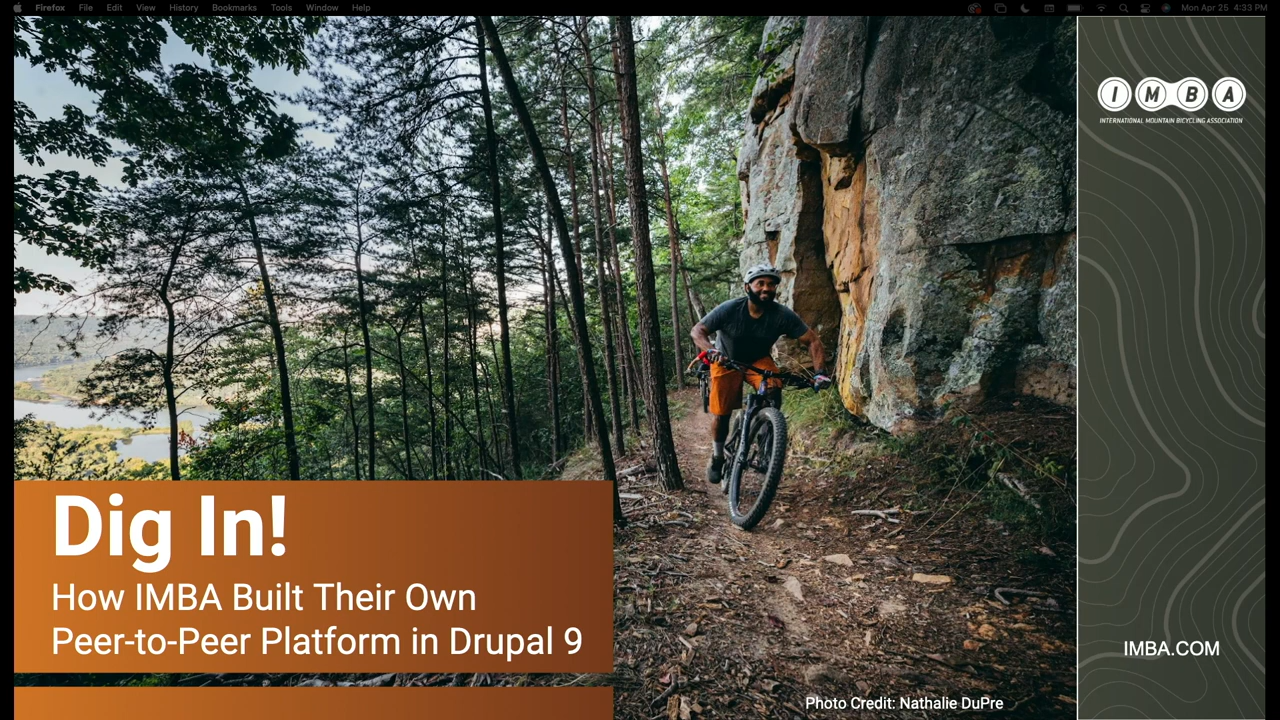 Firefox File Edit View History Bookmarks Tools Window Help Mon Apr 25 4:33 PM
IMBA
INTERNATIONAL MOUNTAIN BICYCLING ASSOCIATION
Dig In!
How IMBA Built Their Own
Peer-to-Peer Platform in Drupal 9
IMBA.COM
Photo Credit: Nathalie DuPre